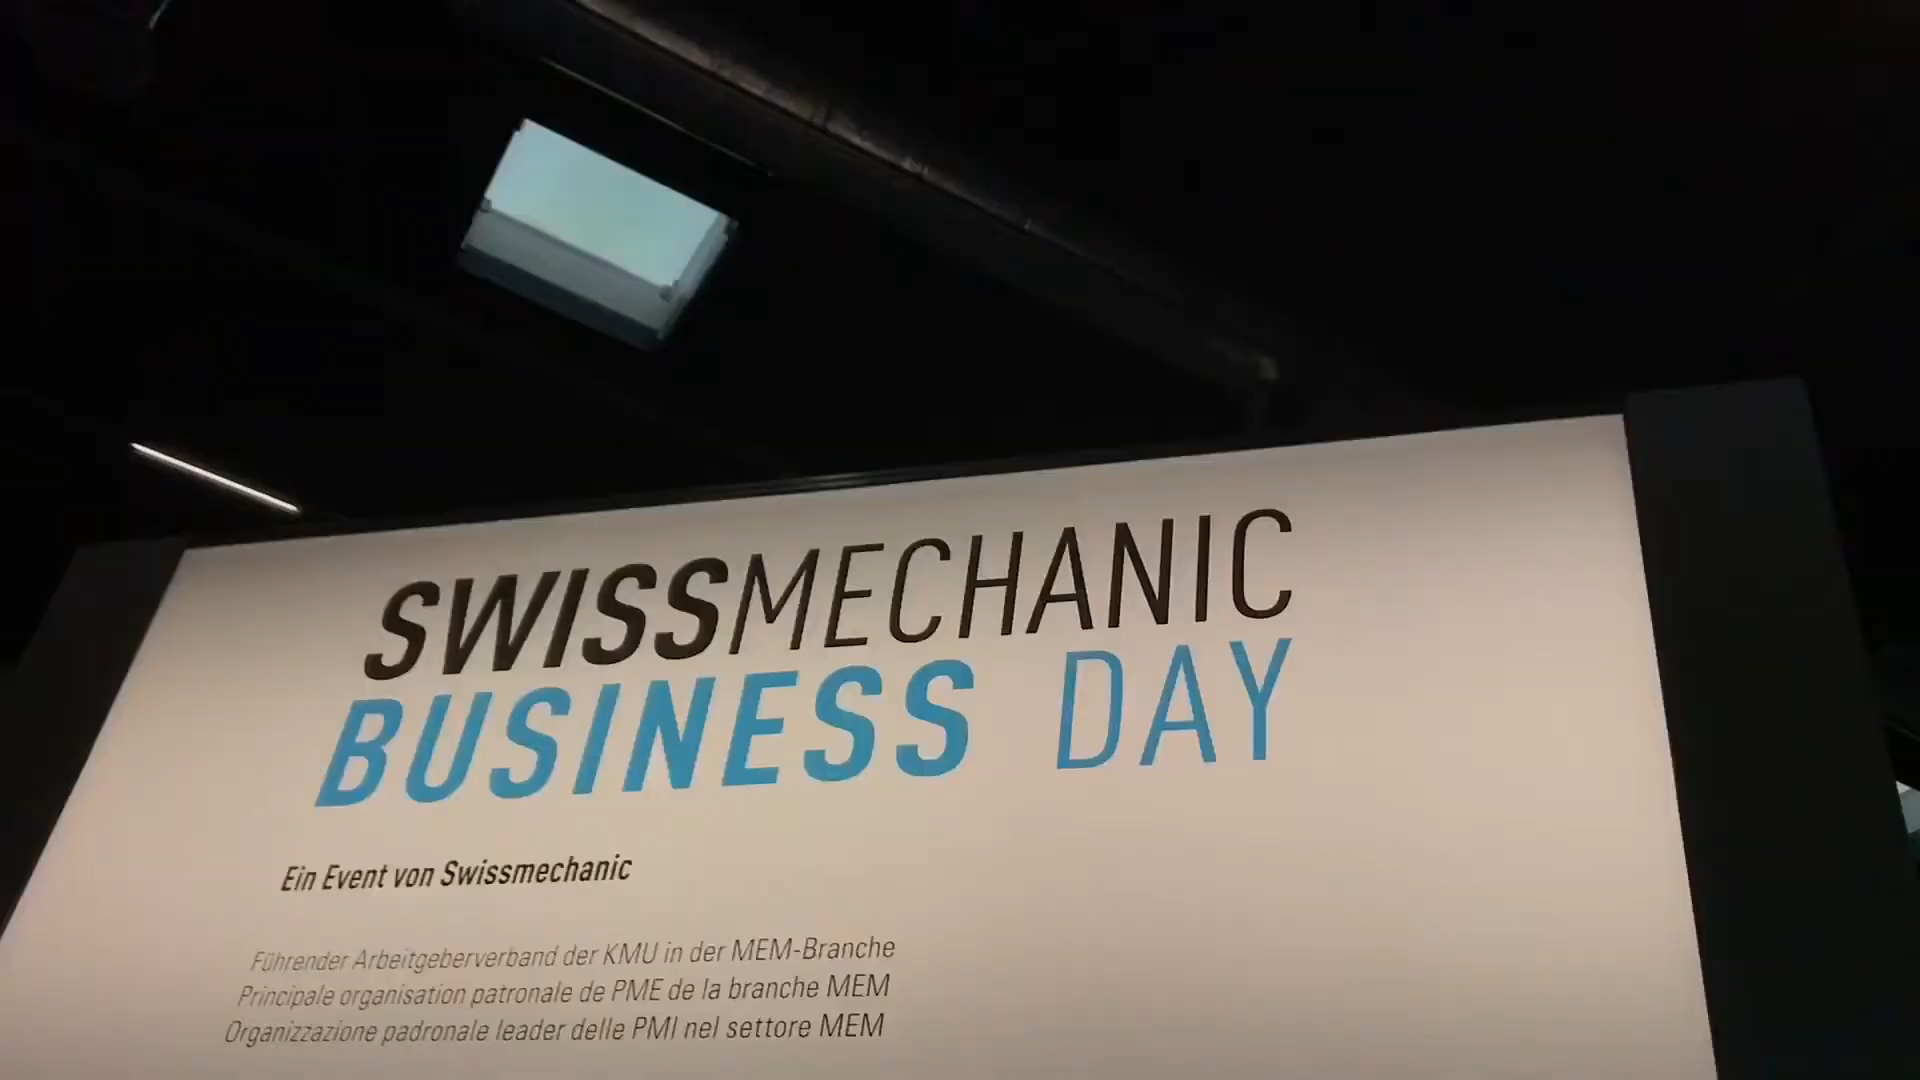 SWISSMECHANIC
BUSINESS DAY
Ein Event von Swissmechanic
Führender Arbeitgeberverband der KMU in der MEM-Branche
Principale organisation patronale de PME de la branche MEM
Organizzazione padronale leader delle PMI nel settore MEM